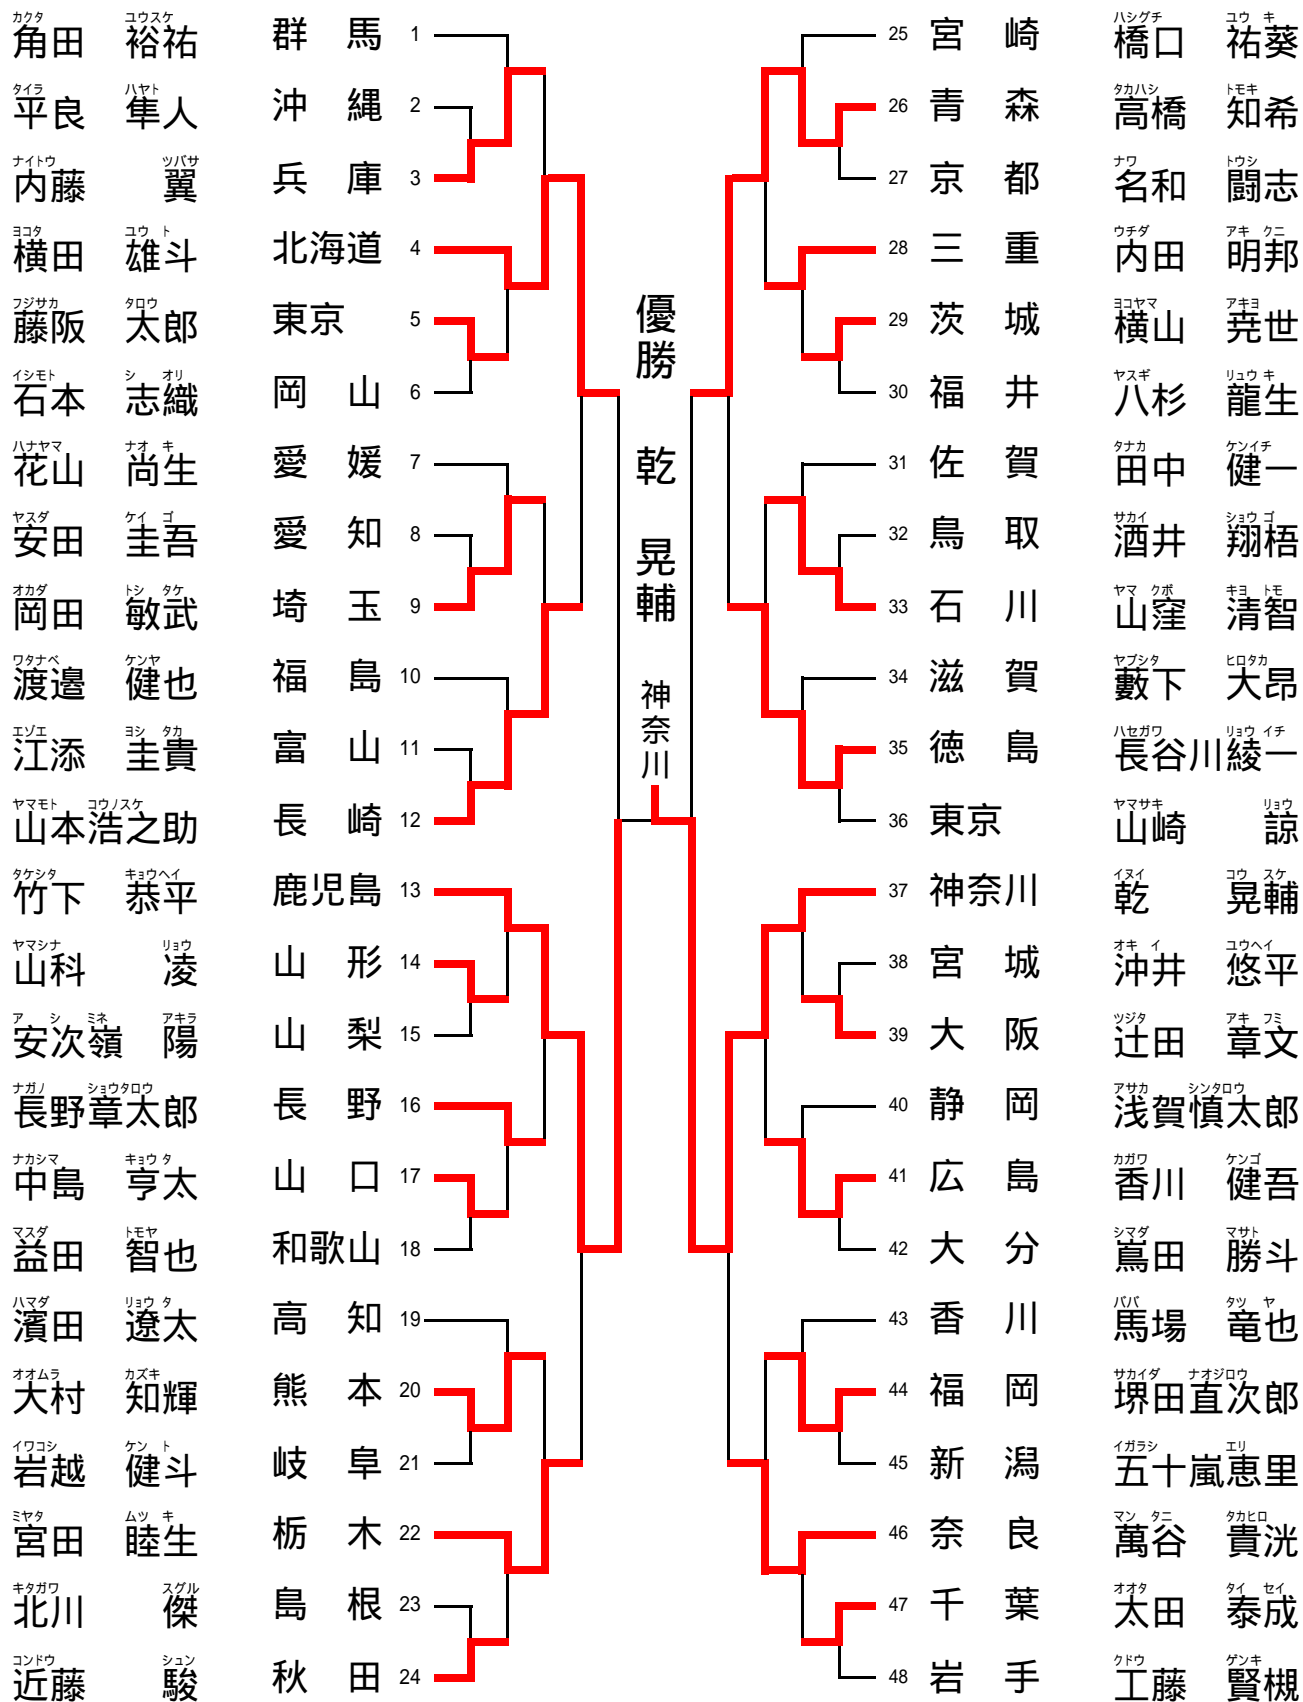 カクタ ユウスケ
角田 裕祐 群馬 1
タイラ ハヤト
平良 隼人 沖縄 2
ナイトウ ツバサ
内藤 翼 兵庫 3
ヨコタ ユウ ト
横田 雄斗 北海道 4
フジサカ タロウ
藤阪 太郎 東京 5
イシモト シ オリ
石本 志織 岡山 6
ハナヤマ ナオ キ
花山 尚生 愛媛 7
ヤスダ ケイ ゴ
安田 圭吾 愛知 8
オカダ トシ タケ
岡田 敏武 埼玉 9
ワタナベ ケンヤ
渡邉 健也 福島 10
エゾエ ヨシ タカ
江添 圭貴 富山 11
ヤマモト コウノスケ
山本浩之助 長崎 12
タケシタ キョウヘイ
竹下 恭平 鹿児島 13
ヤマシナ リョウ
山科 凌 山形 14
ア シ ミネ アキラ
安次嶺 陽 山梨 15
ナガノ ショウタロウ
長野章太郎 長野 16
ナカシマ キョウ タ
中島 亨太 山口 17
マスダ トモヤ
益田 智也 和歌山 18
ハマダ リョウ タ
濱田 遼太 高知 19
オオムラ カズキ
大村 知輝 熊本 20
イワコシ ケン ト
岩越 健斗 岐阜 21
ミヤタ ムツ キ
宮田 睦生 栃木 22
キタガワ スグル
北川 傑 島根 23
コンドウ シュン
近藤 駿 秋田 24
優勝 乾 晃輔 神奈川
ハシグチ ユウ キ
25 宮崎 橋口 祐葵
タカハシ トモキ
26 青森 高橋 知希
ナワ トウシ
27 京都 名和 闘志
ウチダ アキ クニ
28 三重 内田 明邦
ヨコヤマ アキヨ
29 茨城 横山 尭世
ヤスギ リュウ キ
30 福井 八杉 龍生
タナカ ケンイチ
31 佐賀 田中 健一
サカイ ショウ ゴ
32 鳥取 酒井 翔梧
ヤマ クボ キヨ トモ
33 石川 山窪 清智
ヤブシタ ヒロタカ
34 滋賀 藪下 大昂
ハセガワ リョウ イチ
35 徳島 長谷川綾一
ヤマサキ リョウ
36 東京 山崎 諒
イヌイ コウ スケ
37 神奈川 乾 晃輔
オキ イ ユウヘイ
38 宮城 沖井 悠平
ツジタ アキ フミ
39 大阪 辻田 章文
アサカ シンタロウ
40 静岡 浅賀慎太郎
カガワ ケンゴ
41 広島 香川 健吾
シマダ マサト
42 大分 嶌田 勝斗
ババ タツ ヤ
43 香川 馬場 竜也
サカイダ ナオジロウ
44 福岡 堺田直次郎
イガラシ エリ
45 新潟 五十嵐恵里
マン タニ タカヒロ
46 奈良 萬谷 貴洸
オオタ タイ セイ
47 千葉 太田 泰成
クドウ ゲンキ
48 岩手 工藤 賢槻